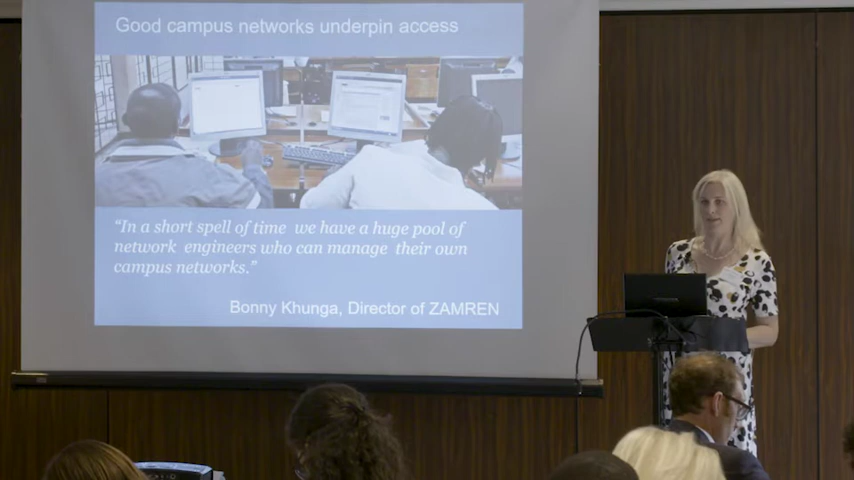 Good campus networks underpin access
“In a short spell of time we have a huge pool of
network engineers who can manage their own
campus networks.”
Bonny Khunga, Director of ZAMREN